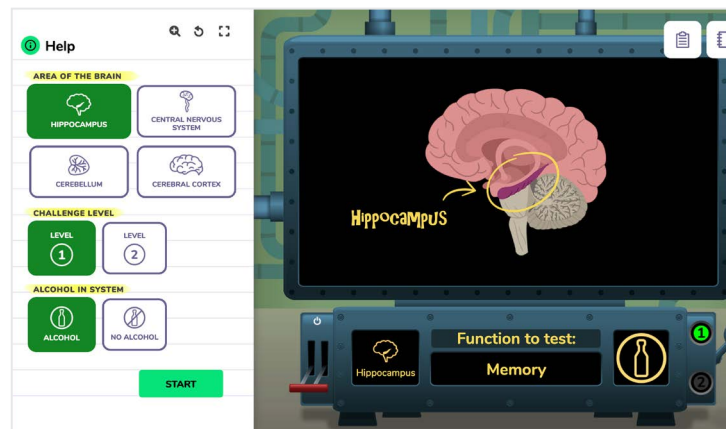 Help
AREA OF THE BRAIN
HIPPOCAMPUS
CENTRAL NERVOUS
SYSTEM
CEREBELLUM
CEREBRAL CORTEX
CHALLENGE LEVEL
LEVEL
1
LEVEL
2
ALCOHOL IN SYSTEM
ALCOHOL
NO ALCOHOL
START
HiPPOCaMPUS
Hippocampus
Function to test:
Memory
1
2